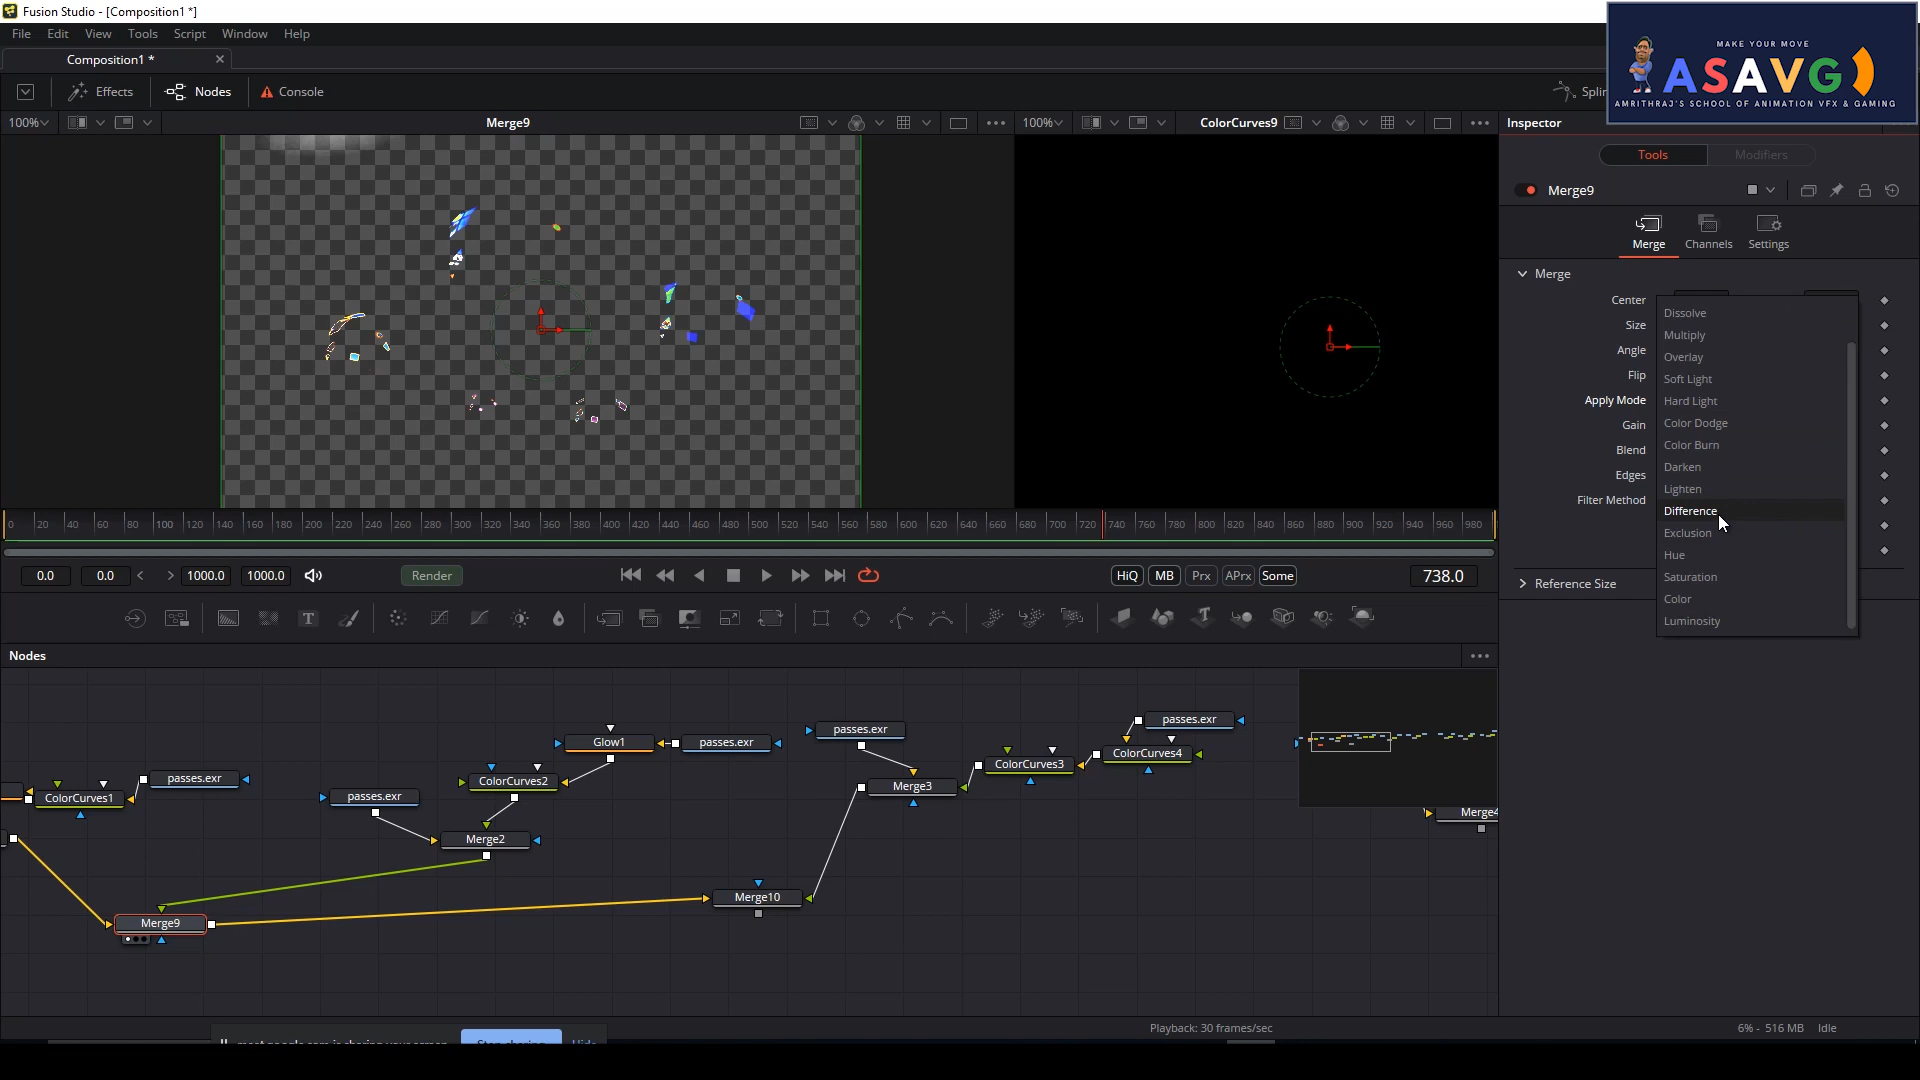 Fusion Studio - [Composition1 *]
File Edit View Tools Script Window Help
Composition1 *
Effects Nodes Console Splin
MAKE YOUR MOVE
ASAVG
AMRITHRAJ'S SCHOOL OF ANIMATION VFX & GAMING
100% Merge9 100% ColorCurves9 Inspector
Tools Modifiers
Merge9
Merge Channels Settings
Merge
Center
Size
Angle
Flip
Apply Mode
Gain
Blend
Edges
Filter Method
Reference Size
Dissolve
Multiply
Overlay
Soft Light
Hard Light
Color Dodge
Color Burn
Darken
Lighten
Difference
Exclusion
Hue
Saturation
Color
Luminosity
0 20 40 60 80 100 120 140 160 180 200 220 240 260 280 300 320 340 360 380 400 420 440 460 480 500 520 540 560 580 600 620 640 660 680 700 720 740 760 780 800 820 840 860 880 900 920 940 960 980
0.0 0.0 1000.0 1000.0 Render HiQ MB Prx APrx Some 738.0
Nodes
passes.exr
ColorCurves1
passes.exr
ColorCurves2
Glow1
passes.exr
Merge2
passes.exr
Merge3
ColorCurves3
ColorCurves4
passes.exr
Merge4
Merge9
Merge10
Playback: 30 frames/sec
6% - 516 MB Idle